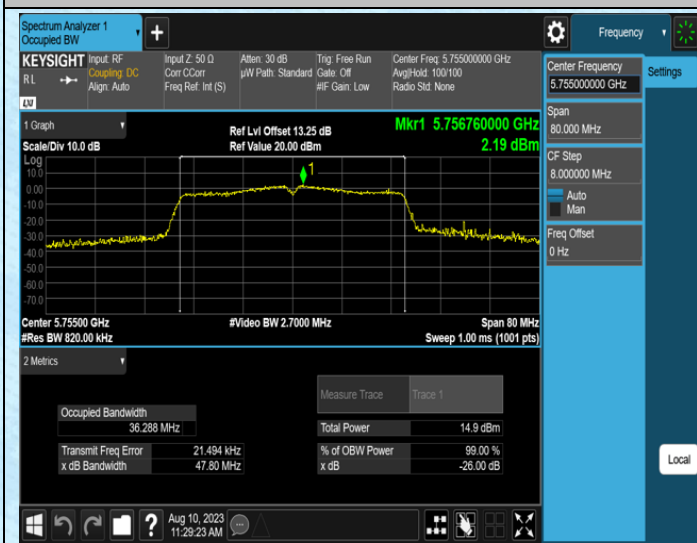 Spectrum Analyzer 1
Occupied BW
Frequency
KEYSIGHT
RL
Input: RF
Coupling: DC
Align: Auto
Input Z: 50 Ω
Corr CCorr
Freq Ref: Int (S)
Atten: 30 dB
µW Path: Standard
Trig: Free Run
Gate: Off
#IF Gain: Low
Center Freq: 5.755000000 GHz
Avg|Hold: 100/100
Radio Std: None
LXI
1 Graph
Scale/Div 10.0 dB
Ref Lvl Offset 13.25 dB
Ref Value 20.00 dBm
Mkr1 5.756760000 GHz
2.19 dBm
Log
10.0
0.00
-10.0
-20.0
-30.0
-40.0
-50.0
-60.0
-70.0
1
Center 5.75500 GHz
#Res BW 820.00 kHz
#Video BW 2.7000 MHz
Span 80 MHz
Sweep 1.00 ms (1001 pts)
2 Metrics
Measure Trace
Trace 1
Occupied Bandwidth
36.288 MHz
Total Power
14.9 dBm
Transmit Freq Error
21.494 kHz
% of OBW Power
99.00 %
x dB Bandwidth
47.80 MHz
x dB
-26.00 dB
Center Frequency
5.755000000 GHz
Settings
Span
80.000 MHz
CF Step
8.000000 MHz
Auto
Man
Freq Offset
0 Hz
Local
?
Aug 10, 2023
11:29:23 AM